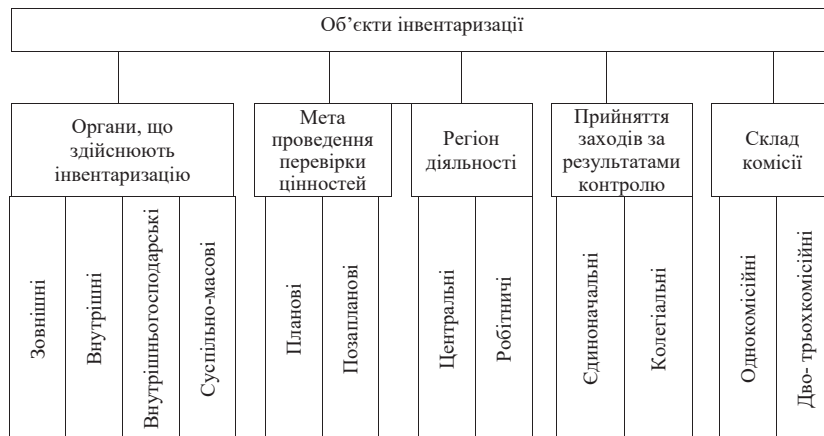 Об’єкти інвентаризації
Органи, що
здійснюють
інвентаризацію
Мета
проведення
перевірки
цінностей
Регіон
діяльності
Прийняття
заходів за
результатами
контролю
Склад
комісії
Зовнішні
Внутрішні
Внутрішньогосподарські
Суспільно-масові
Планові
Позапланові
Центральні
Робітничі
Єдиноначальні
Колегіальні
Однокомісійні
Дво- трьохкомісійні